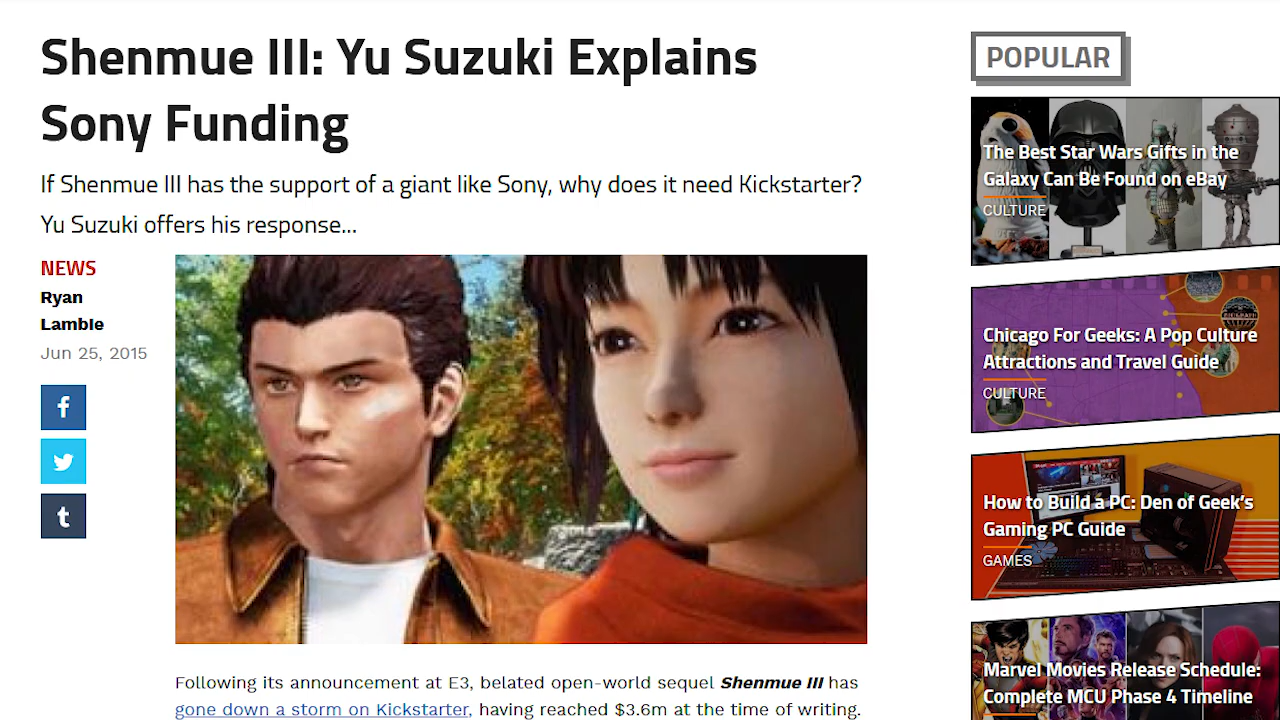 Shenmue III: Yu Suzuki Explains
Sony Funding
If Shenmue III has the support of a giant like Sony, why does it need Kickstarter?
Yu Suzuki offers his response...
NEWS
Ryan
Lambie
Jun 25, 2015
Following its announcement at E3, belated open-world sequel Shenmue III has
gone down a storm on Kickstarter, having reached $3.6m at the time of writing.
POPULAR
The Best Star Wars Gifts in the
Galaxy Can Be Found on eBay
CULTURE
Chicago For Geeks: A Pop Culture
Attractions and Travel Guide
CULTURE
How to Build a PC: Den of Geek's
Gaming PC Guide
GAMES
Marvel Movies Release Schedule:
Complete MCU Phase 4 Timeline